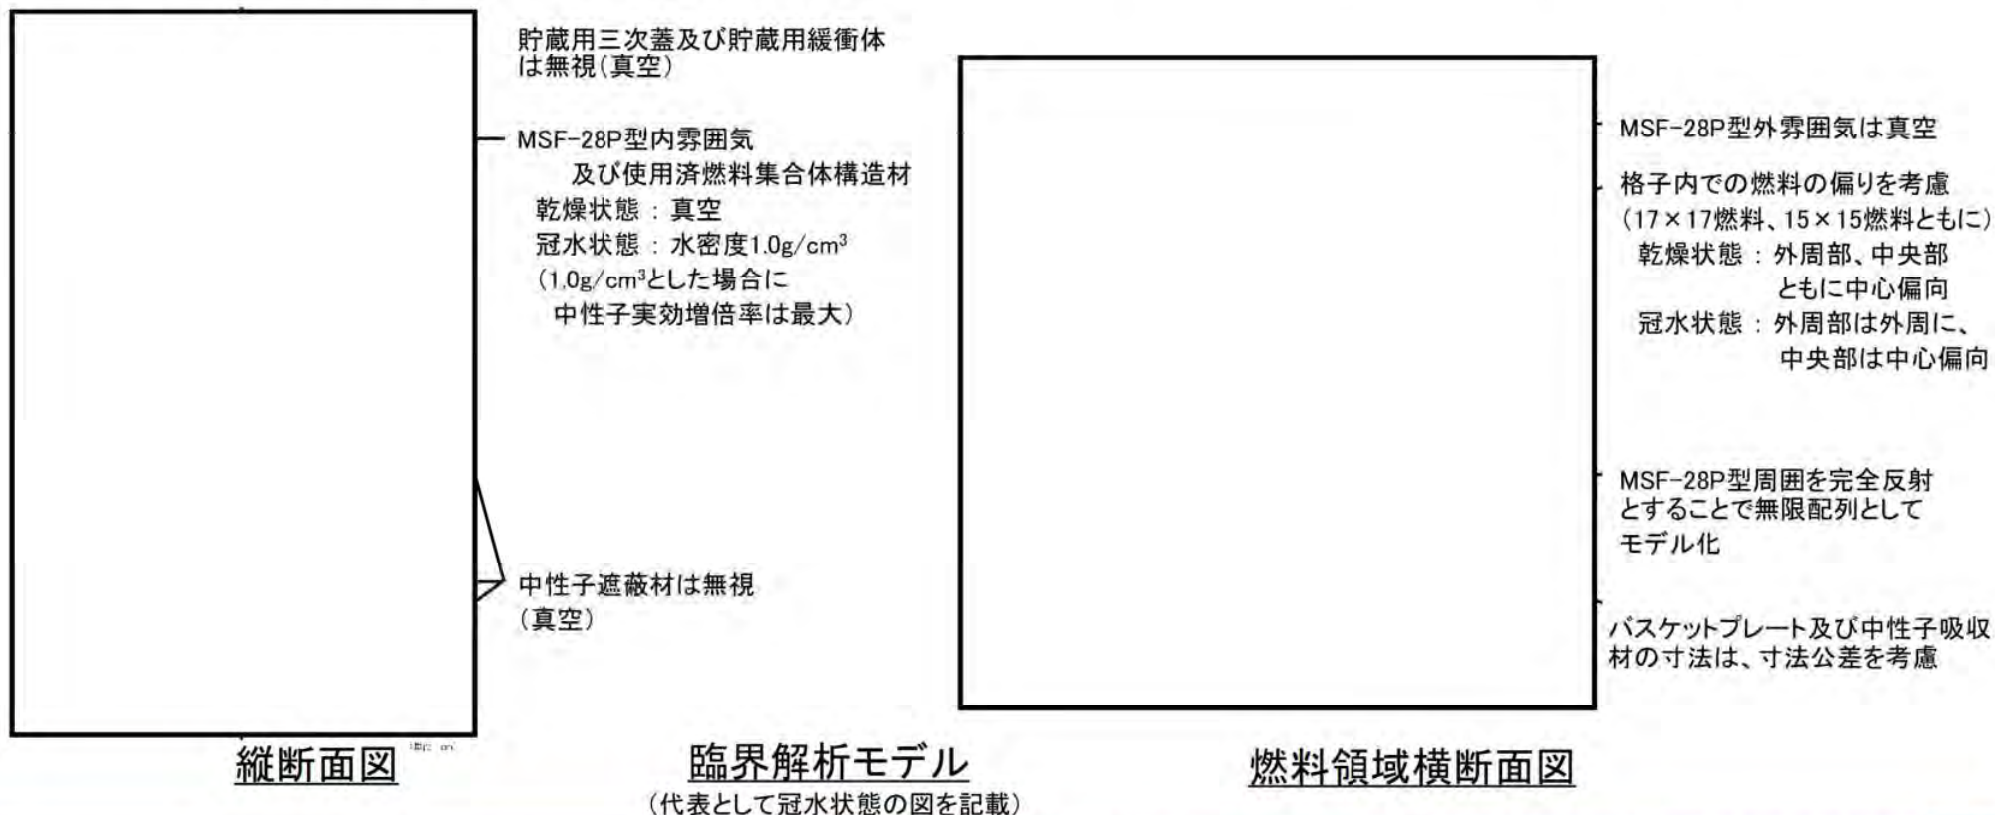 貯蔵用三次蓋及び貯蔵用緩衝体
は無視(真空)
MSF-28P型内雰囲気
及び使用済燃料集合体構造材
乾燥状態 : 真空
冠水状態 : 水密度1.0g/cm³
(1.0g/cm³とした場合に
中性子実効増倍率は最大)
中性子遮蔽材は無視
(真空)
縦断面図
臨界解析モデル
(代表として冠水状態の図を記載)
MSF-28P型外雰囲気は真空
格子内での燃料の偏りを考慮
(17×17燃料、15×15燃料ともに)
乾燥状態 : 外周部、中央部
ともに中心偏向
冠水状態 : 外周部は外周に、
中央部は中心偏向
MSF-28P型周囲を完全反射
とすることで無限配列として
モデル化
バスケットプレート及び中性子吸収
材の寸法は、寸法公差を考慮
燃料領域横断面図